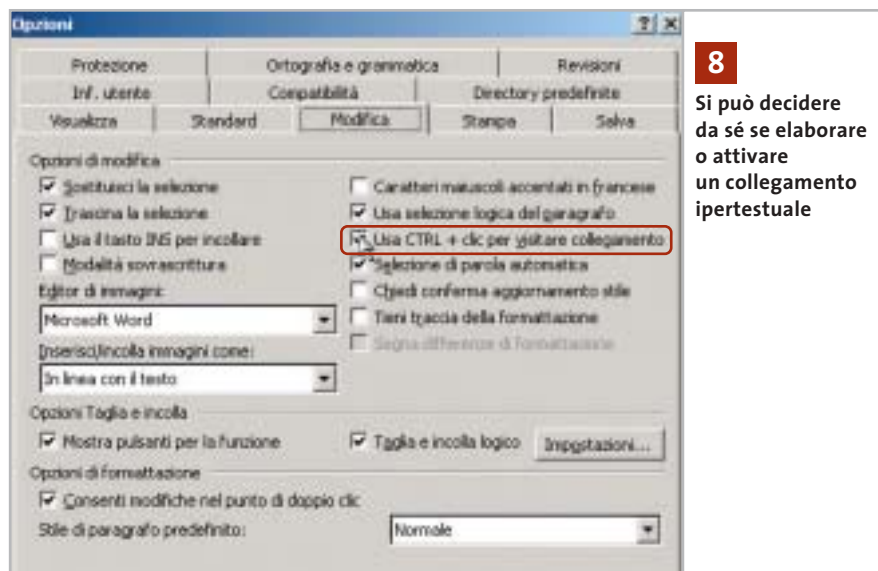 Opzioni
Protezione Ortografia e grammatica Revisioni
Inf. utente Compatibilità Directory predefinite
Visualizza Standard Modifica Stampa Salva
Opzioni di modifica
Sostituisci la selezione
Trascina la selezione
Usa il tasto INS per incollare
Modalità sovrascrittura
Editor di immagini:
Microsoft Word
Inserisci/incolla immagini come:
In linea con il testo
Caratteri maiuscoli accentati in francese
Usa selezione logica del paragrafo
Usa CTRL + clic per visitare collegamento
Selezione di parola automatica
Chiedi conferma aggiornamento stile
Tieni traccia della formattazione
Segna differenze di formattazione
Opzioni Taglia e incolla
Mostra pulsanti per la funzione
Taglia e incolla logico Impostazioni...
Opzioni di formattazione
Consenti modifiche nel punto di doppio clic
Stile di paragrafo predefinito: Normale
8
Si può decidere
da sé se elaborare
o attivare
un collegamento
ipertestuale